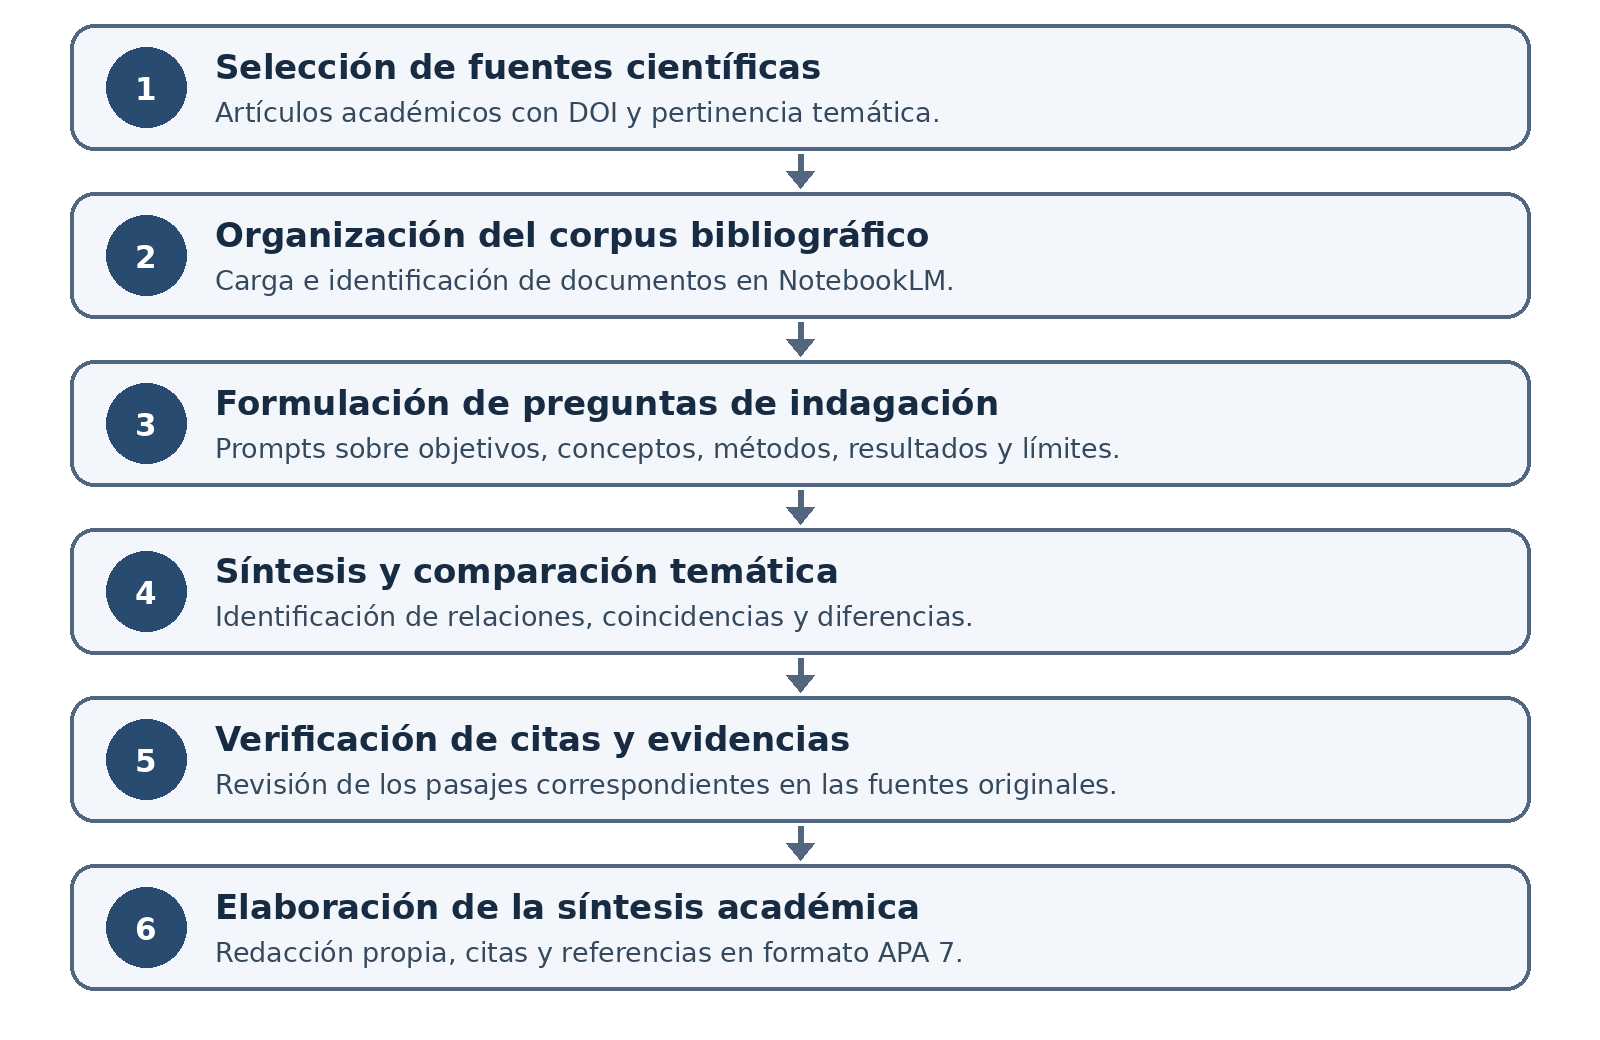 1
Selección de fuentes científicas
Artículos académicos con DOI y pertinencia temática.
2
Organización del corpus bibliográfico
Carga e identificación de documentos en NotebookLM.
3
Formulación de preguntas de indagación
Prompts sobre objetivos, conceptos, métodos, resultados y límites.
4
Síntesis y comparación temática
Identificación de relaciones, coincidencias y diferencias.
5
Verificación de citas y evidencias
Revisión de los pasajes correspondientes en las fuentes originales.
6
Elaboración de la síntesis académica
Redacción propia, citas y referencias en formato APA 7.